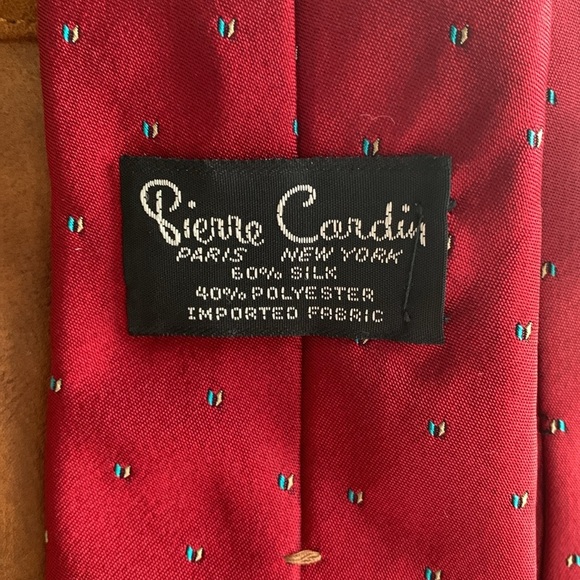 Pierre Cardin
PARIS NEW YORK
60% SILK
40% POLYESTER
IMPORTED FABRIC